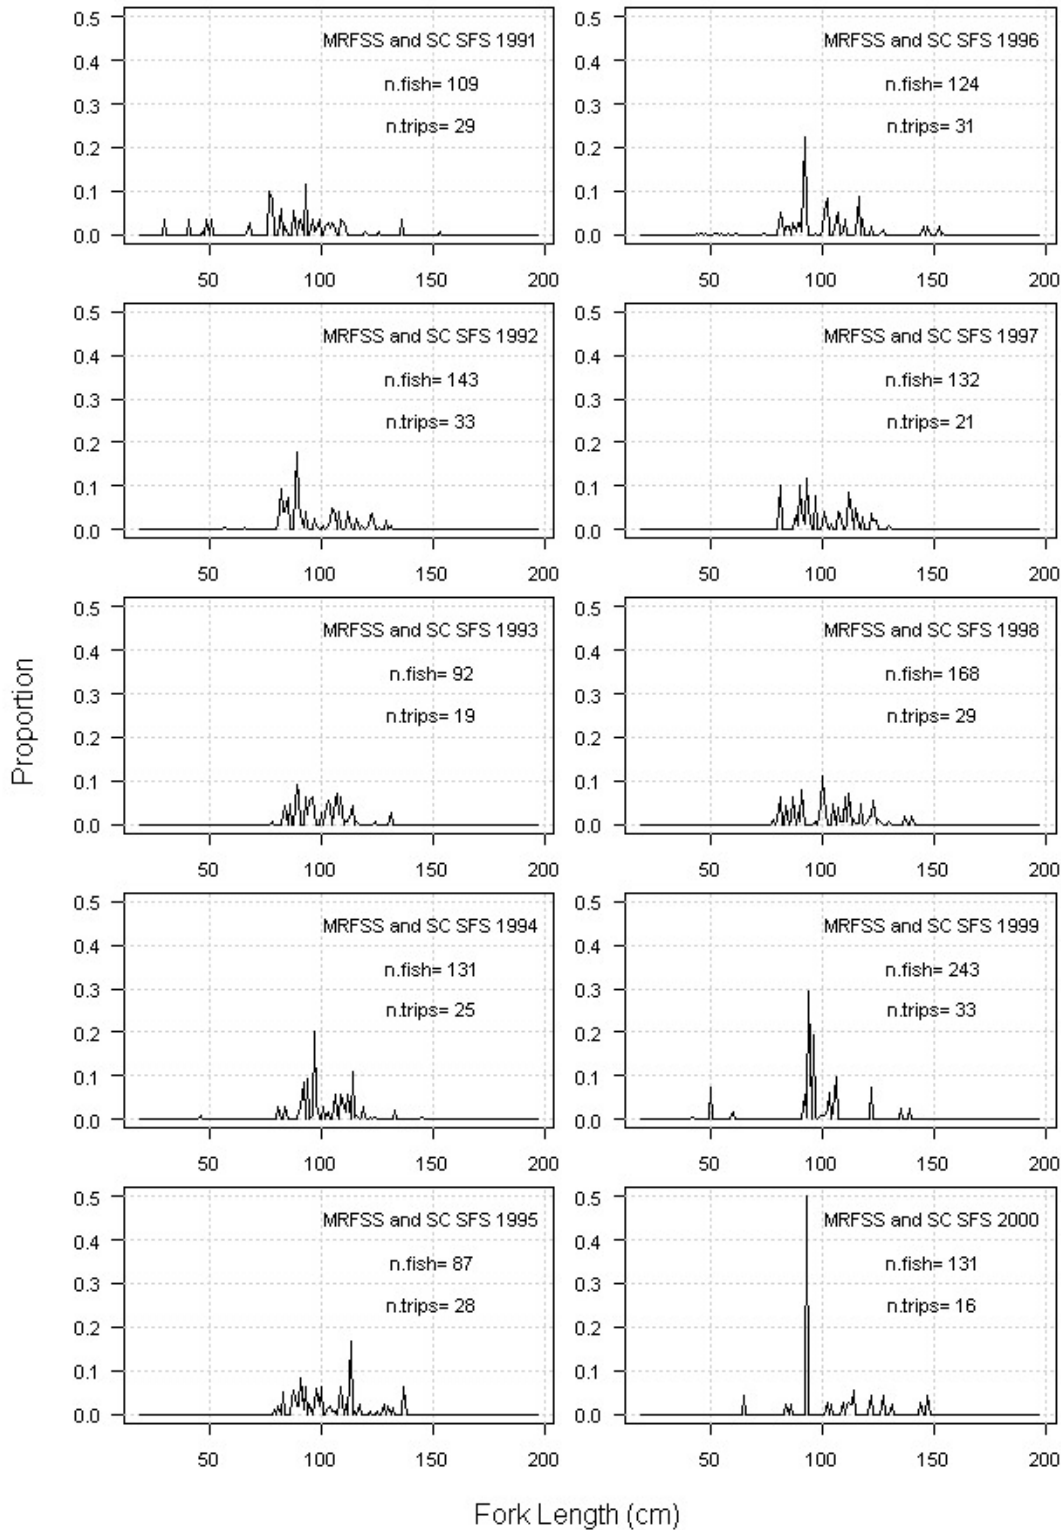 Proportion
0.5
0.4
0.3
0.2
0.1
0.0
MRFSS and SC SFS 1991
n.fish= 109
n.trips= 29
50 100 150 200
0.5
0.4
0.3
0.2
0.1
0.0
MRFSS and SC SFS 1996
n.fish= 124
n.trips= 31
50 100 150 200
0.5
0.4
0.3
0.2
0.1
0.0
MRFSS and SC SFS 1992
n.fish= 143
n.trips= 33
50 100 150 200
0.5
0.4
0.3
0.2
0.1
0.0
MRFSS and SC SFS 1997
n.fish= 132
n.trips= 21
50 100 150 200
0.5
0.4
0.3
0.2
0.1
0.0
MRFSS and SC SFS 1993
n.fish= 92
n.trips= 19
50 100 150 200
0.5
0.4
0.3
0.2
0.1
0.0
MRFSS and SC SFS 1998
n.fish= 168
n.trips= 29
50 100 150 200
0.5
0.4
0.3
0.2
0.1
0.0
MRFSS and SC SFS 1994
n.fish= 131
n.trips= 25
50 100 150 200
0.5
0.4
0.3
0.2
0.1
0.0
MRFSS and SC SFS 1999
n.fish= 243
n.trips= 33
50 100 150 200
0.5
0.4
0.3
0.2
0.1
0.0
MRFSS and SC SFS 1995
n.fish= 87
n.trips= 28
50 100 150 200
0.5
0.4
0.3
0.2
0.1
0.0
MRFSS and SC SFS 2000
n.fish= 131
n.trips= 16
50 100 150 200
Fork Length (cm)